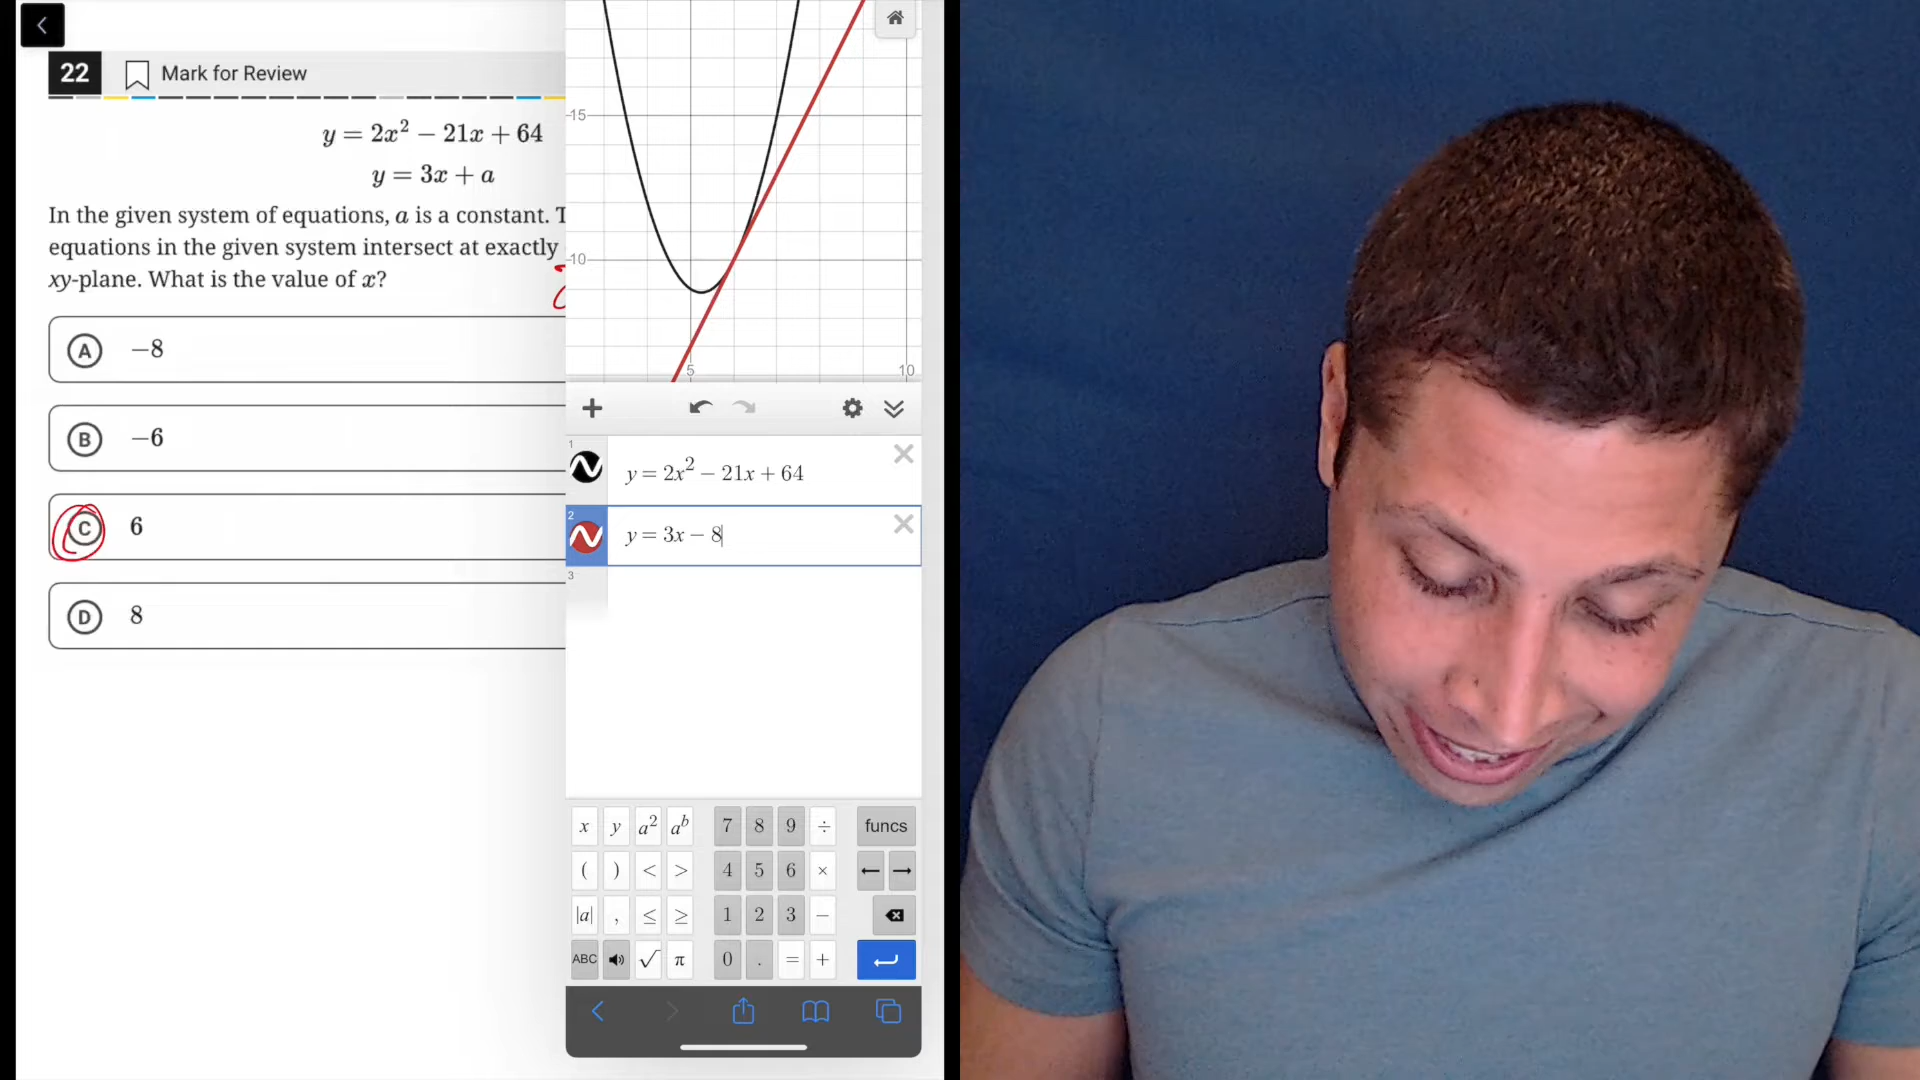 22 Mark for Review
y = 2x² − 21x + 64
y = 3x + a
In the given system of equations, a is a constant. T
equations in the given system intersect at exactly
xy-plane. What is the value of x?
A −8
B −6
C 6
D 8
15
10
5 10
1
y = 2x² − 21x + 64
2
y = 3x − 8
3
x y a² aᵇ 7 8 9 ÷ funcs
( ) < > 4 5 6 × ← →
|a| , ≤ ≥ 1 2 3 −
ABC √ π 0 . = +